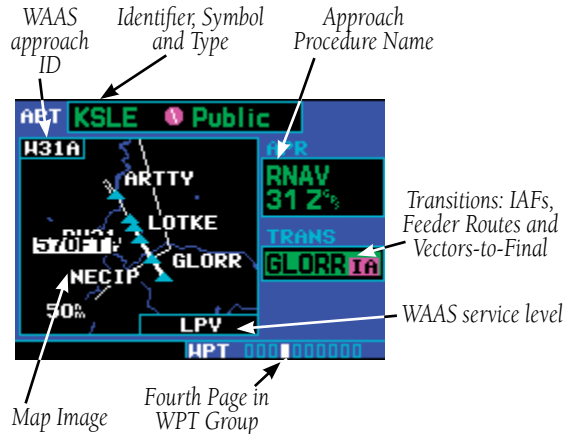 WAAS
approach
ID
Identifier, Symbol
and Type
Approach
Procedure Name
APT KSLE Public
W31A
APR
RNAV
31 Z GPS
ARTTY
LOTKE
570FT
GLORR
NECIP
50nm
LPV
TRANS
GLORR IA
WPT
Transitions: IAFs,
Feeder Routes and
Vectors-to-Final
WAAS service level
Map Image
Fourth Page in
WPT Group